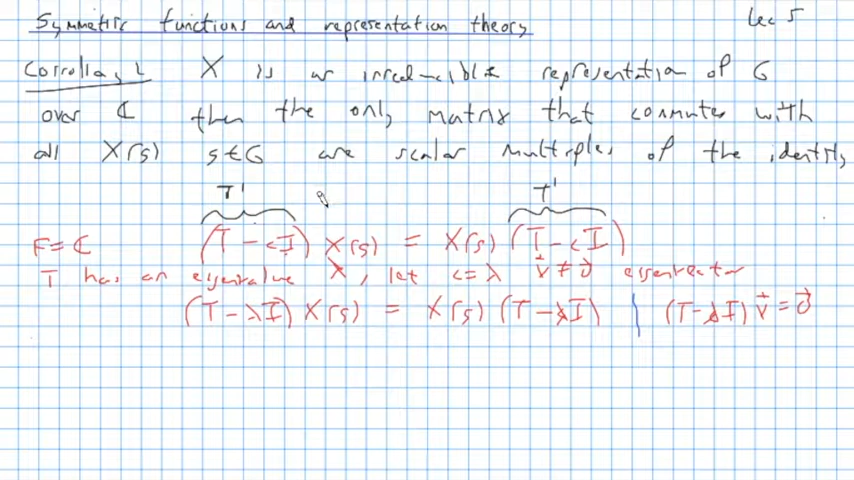 Symmetric functions and representation theory Lec 5
Corrollary 2 X is an irreducible representation of G
over ℂ then the only matrix that commutes with
all X(g) g∈G are scalar multiples of the identity
T' T'
F=ℂ (T-cI) X(g) = X(g) (T-cI)
T has an eigenvalue λ, let c=λ v⃗≠0⃗ eigenvector
(T-λI) X(g) = X(g) (T-λI) | (T-λI) v⃗ = 0⃗